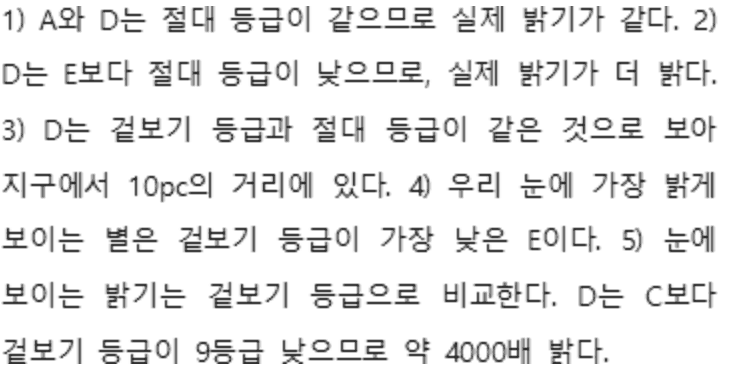 1) A와 D는 절대 등급이 같으므로 실제 밝기가 같다. 2)
D는 E보다 절대 등급이 낮으므로, 실제 밝기가 더 밝다.
3) D는 겉보기 등급과 절대 등급이 같은 것으로 보아
지구에서 10pc의 거리에 있다. 4) 우리 눈에 가장 밝게
보이는 별은 겉보기 등급이 가장 낮은 E이다. 5) 눈에
보이는 밝기는 겉보기 등급으로 비교한다. D는 C보다
겉보기 등급이 9등급 낮으므로 약 4000배 밝다.